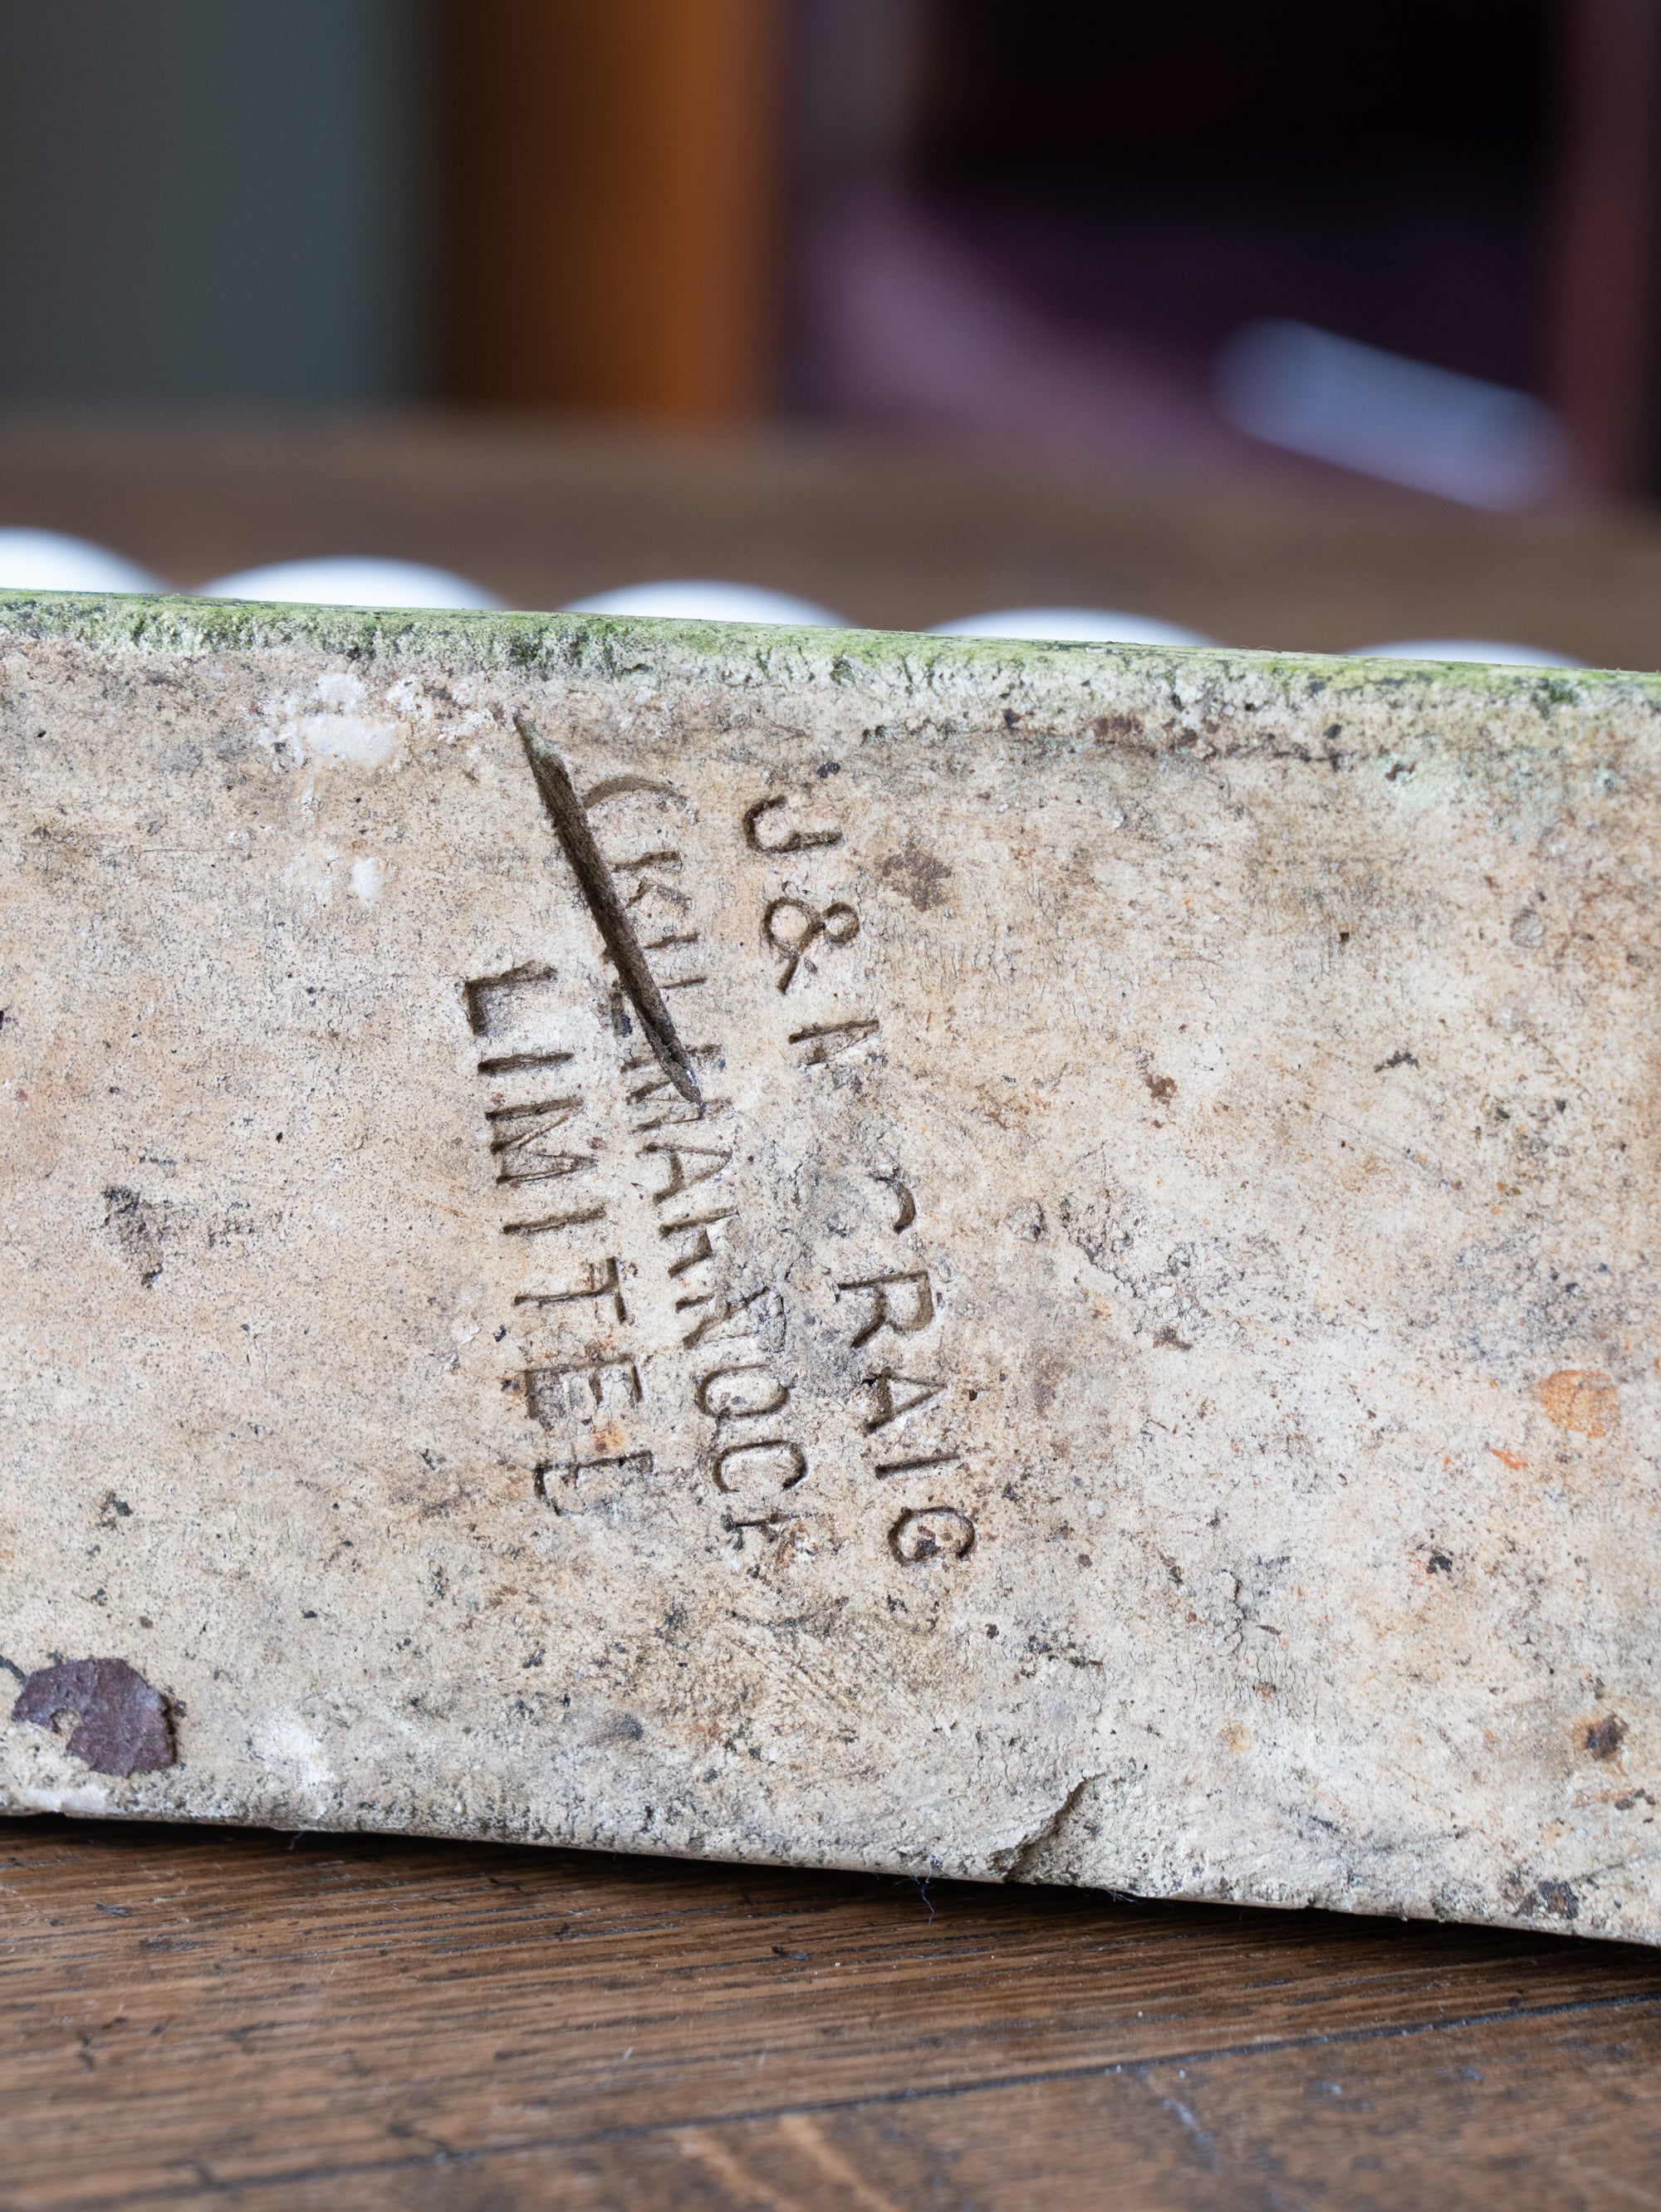 J & M CRAIG
(KILMARNOCK)
LIMITED